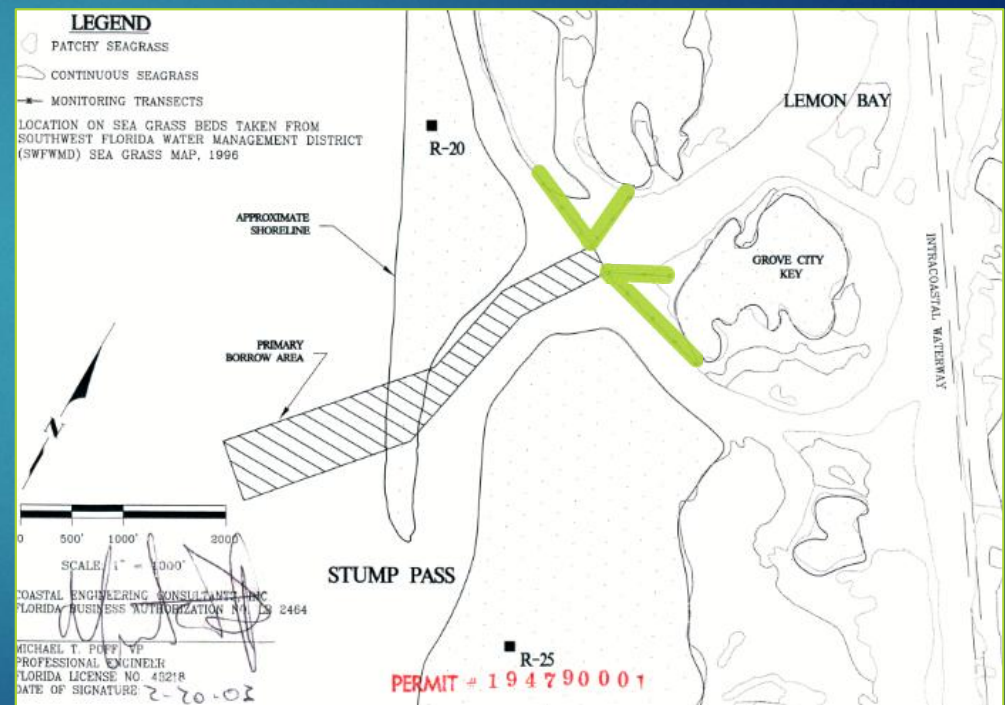 LEGEND
PATCHY SEAGRASS
CONTINUOUS SEAGRASS
MONITORING TRANSECTS
LOCATION ON SEA GRASS BEDS TAKEN FROM
SOUTHWEST FLORIDA WATER MANAGEMENT DISTRICT
(SWFWMD) SEA GRASS MAP, 1996
R-20
LEMON BAY
APPROXIMATE
SHORELINE
GROVE CITY
KEY
INTRACOASTAL WATERWAY
PRIMARY
BORROW AREA
N
0 500' 1000' 2000'
SCALE: 1" = 1000'
STUMP PASS
COASTAL ENGINEERING CONSULTANTS, INC
FLORIDA BUSINESS AUTHORIZATION NO. LB 2464
MICHAEL T. POFF, VP
PROFESSIONAL ENGINEER
FLORIDA LICENSE NO. 48218
DATE OF SIGNATURE: 2-20-03
R-25
PERMIT # 194790001